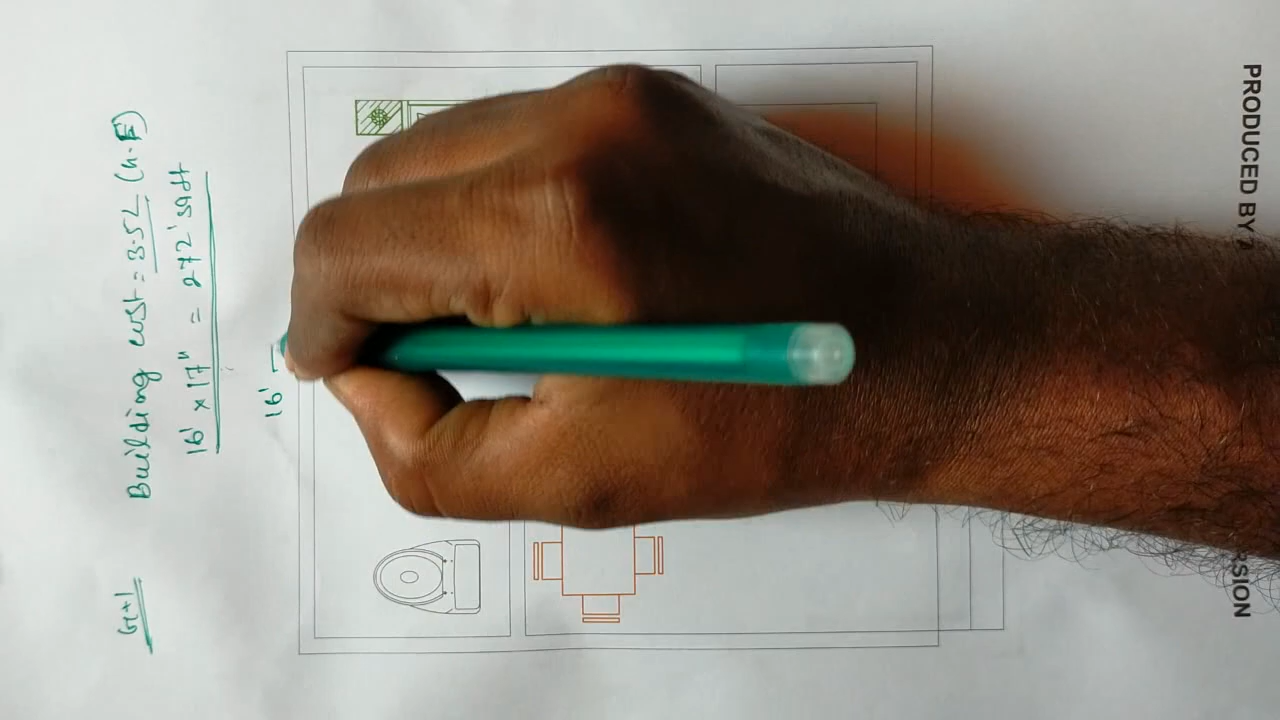 G+1
Building cost = 3.5L (N.F)
16' x 17" = 272' sqft
16'
PRODUCED BY A
RSION